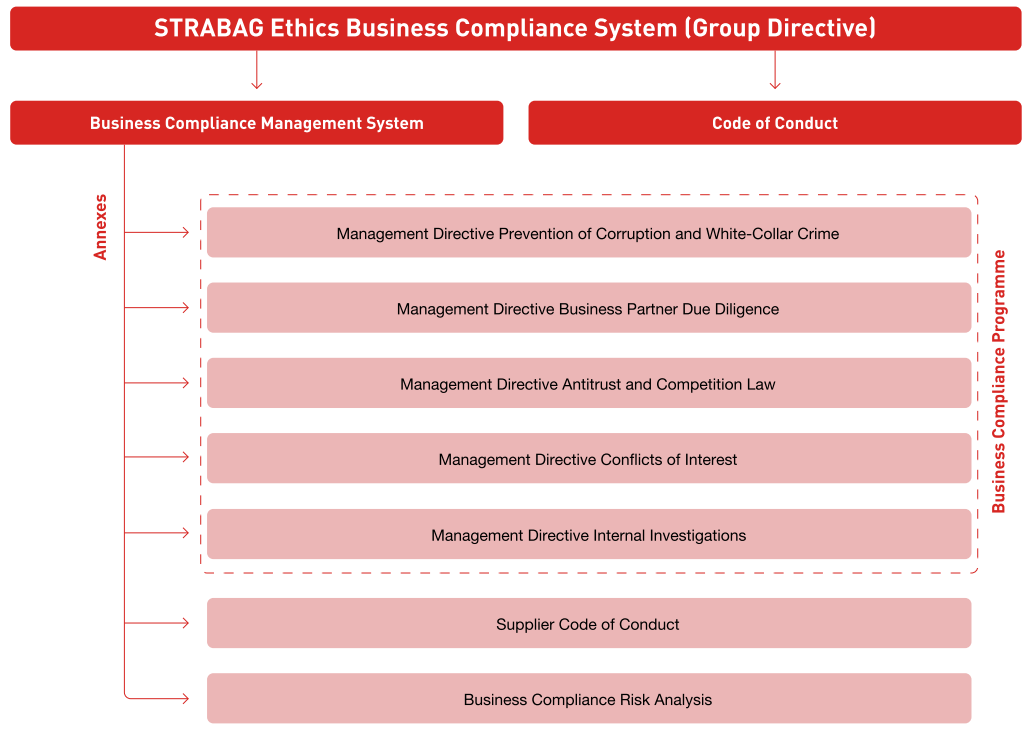 STRABAG Ethics Business Compliance System (Group Directive)
Business Compliance Management System
Code of Conduct
Annexes
Management Directive Prevention of Corruption and White-Collar Crime
Management Directive Business Partner Due Diligence
Management Directive Antitrust and Competition Law
Management Directive Conflicts of Interest
Management Directive Internal Investigations
Business Compliance Programme
Supplier Code of Conduct
Business Compliance Risk Analysis